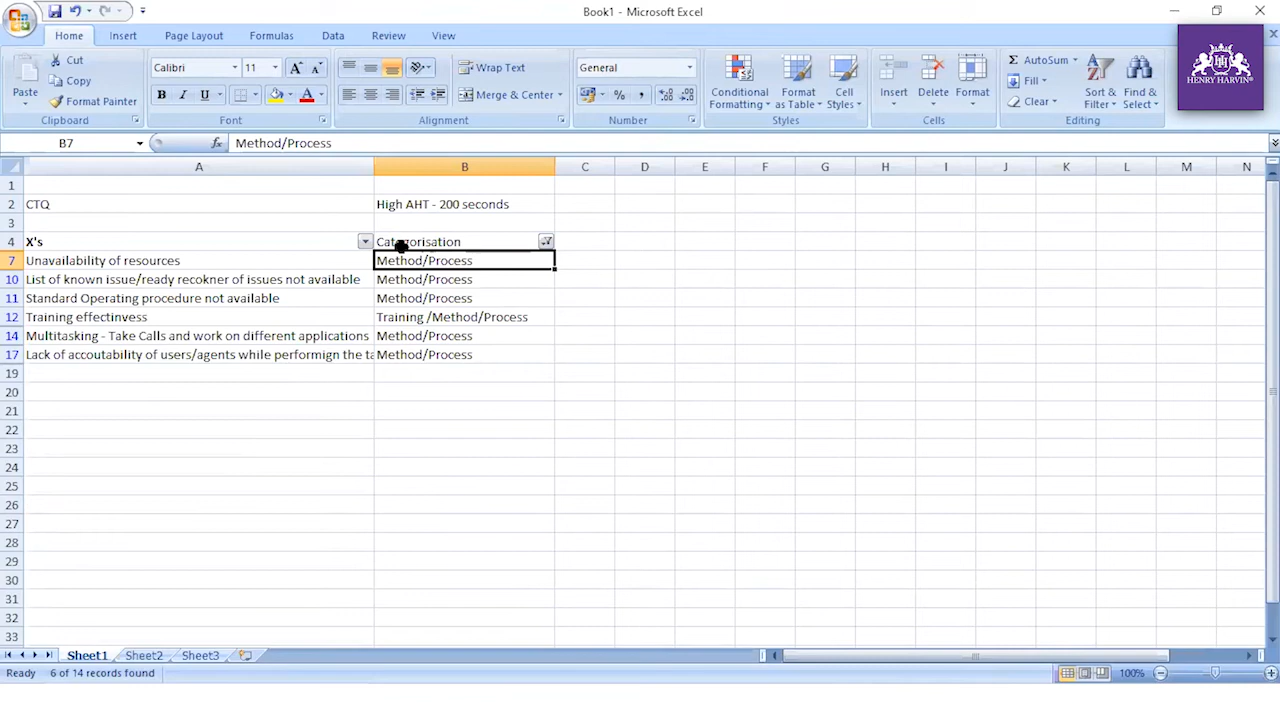 Book1 - Microsoft Excel
Home Insert Page Layout Formulas Data Review View
Paste Cut Copy Format Painter Clipboard
Calibri 11 B I U A Font
Wrap Text Merge & Center Alignment
General % , Number
Conditional Formatting Format as Table Cell Styles Styles
Insert Delete Format Cells
Σ AutoSum Fill Clear Sort & Filter Find & Select Editing
HENRY HARVIN®
B7 fx Method/Process
A B C D E F G H I J K L M N
1
2 CTQ High AHT - 200 seconds
3
4 X's Categorisation
7 Unavailability of resources Method/Process
10 List of known issue/ready recokner of issues not available Method/Process
11 Standard Operating procedure not available Method/Process
12 Training effectinvess Training /Method/Process
14 Multitasking - Take Calls and work on different applications Method/Process
17 Lack of accoutability of users/agents while performign the ta Method/Process
19
20
21
22
23
24
25
26
27
28
29
30
31
32
33
Sheet1 Sheet2 Sheet3
Ready 6 of 14 records found 100%